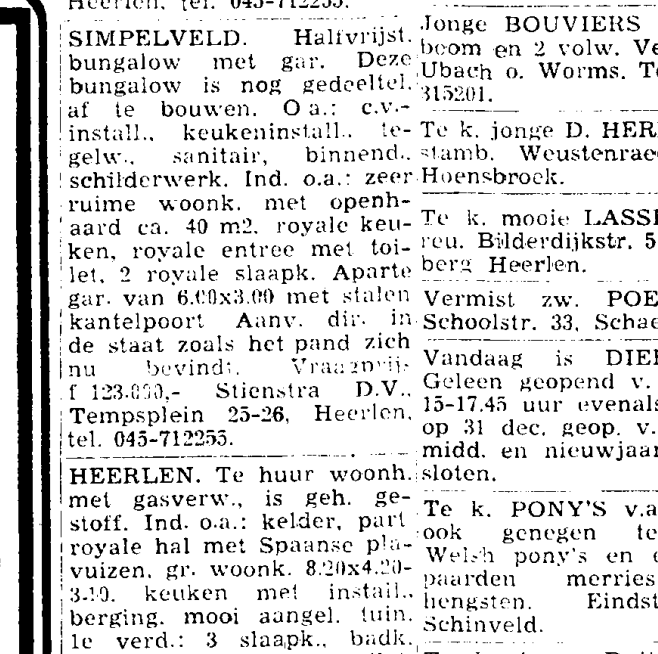 Heerlen, tel. 045-712255.
SIMPELVELD. Halfvrijst.
bungalow met gar. Deze
bungalow is nog gedeeltel.
af te bouwen. O a.: c.v.-
install., keukeninstall., te-
gelw., sanitair, binnend..
schilderwerk. Ind. o.a.: zeer
ruime woonk. met openh-
aard ca. 40 m2, royale keu-
ken, royale entree met toi-
let, 2 royale slaapk. Aparte
gar. van 6.00x3.00 met stalen
kantelpoort Aanv. dir. in
de staat zoals het pand zich
nu bevindt. Vraagprijs
f 123.000,- Stienstra D.V.,
Tempsplein 25-26, Heerlen,
tel. 045-712255.
HEERLEN. Te huur woonh.
met gasverw., is geh. ge-
stoff. Ind. o.a.: kelder, part
royale hal met Spaanse pla-
vuizen, gr. woonk. 8.20x4.20-
keuken met install.,
berging, mooi aangel. tuin.
1e verd.: 3 slaapk., badk.
Jonge BOUVIERS
boom en 2 volw. Ve
Ubach o. Worms. Te
315201.
Te k. jonge D. HER
stamb. Weustenrae
Hoensbroek.
Te k. mooie LASSI
reu. Bilderdijkstr. 5
berg Heerlen.
Vermist zw. POE
Schoolstr. 33, Schae
Vandaag is DIE
Geleen geopend v.
15-17.45 uur evenals
op 31 dec. geop. v.
midd. en nieuwjaar
sloten.
Te k. PONY'S v.a
ook genegen te
Welsh pony's en
paarden merries
hengsten. Eindst
Schinveld.